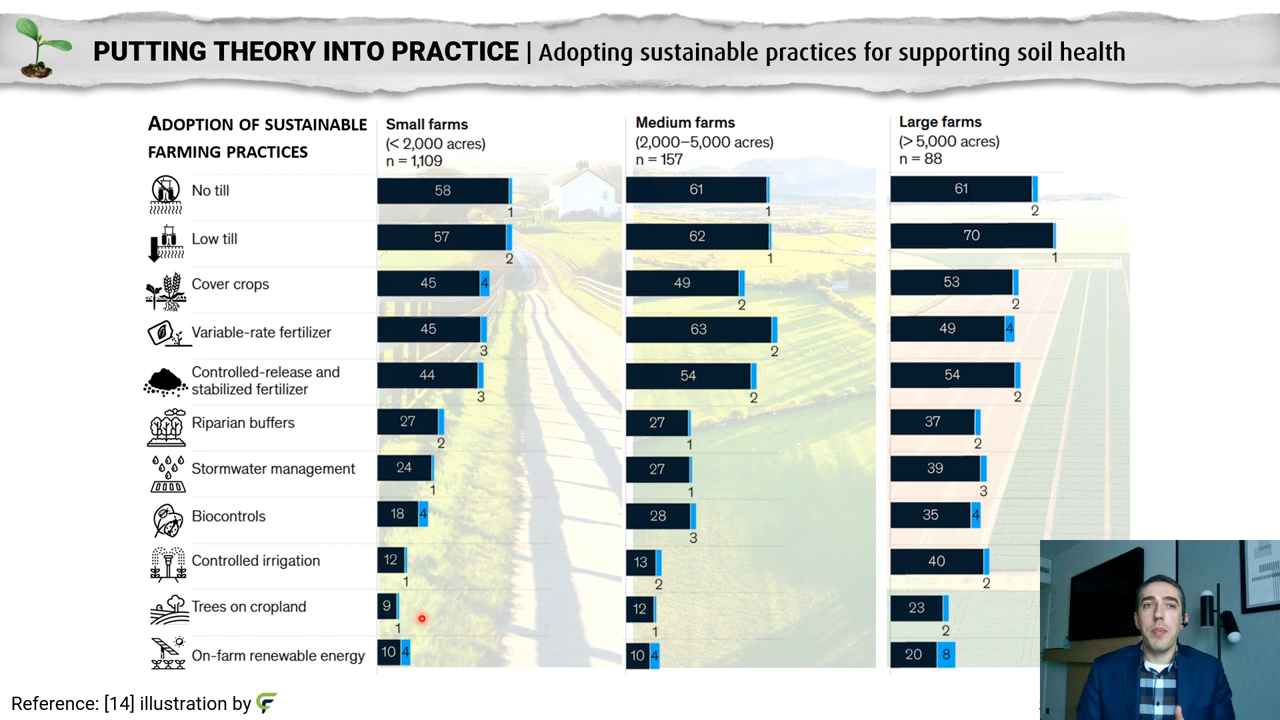 PUTTING THEORY INTO PRACTICE | Adopting sustainable practices for supporting soil health
ADOPTION OF SUSTAINABLE
FARMING PRACTICES
Small farms
(< 2,000 acres)
n = 1,109
Medium farms
(2,000–5,000 acres)
n = 157
Large farms
(> 5,000 acres)
n = 88
No till
58
1
61
1
61
2
Low till
57
2
62
1
70
1
Cover crops
45
4
49
2
53
2
Variable-rate fertilizer
45
3
63
2
49
4
Controlled-release and
stabilized fertilizer
44
3
54
2
54
2
Riparian buffers
27
2
27
1
37
2
Stormwater management
24
1
27
1
39
3
Biocontrols
18
4
28
3
35
4
Controlled irrigation
12
1
13
2
40
2
Trees on cropland
9
1
12
1
23
2
On-farm renewable energy
10
4
10
4
20
8
Reference: [14] illustration by